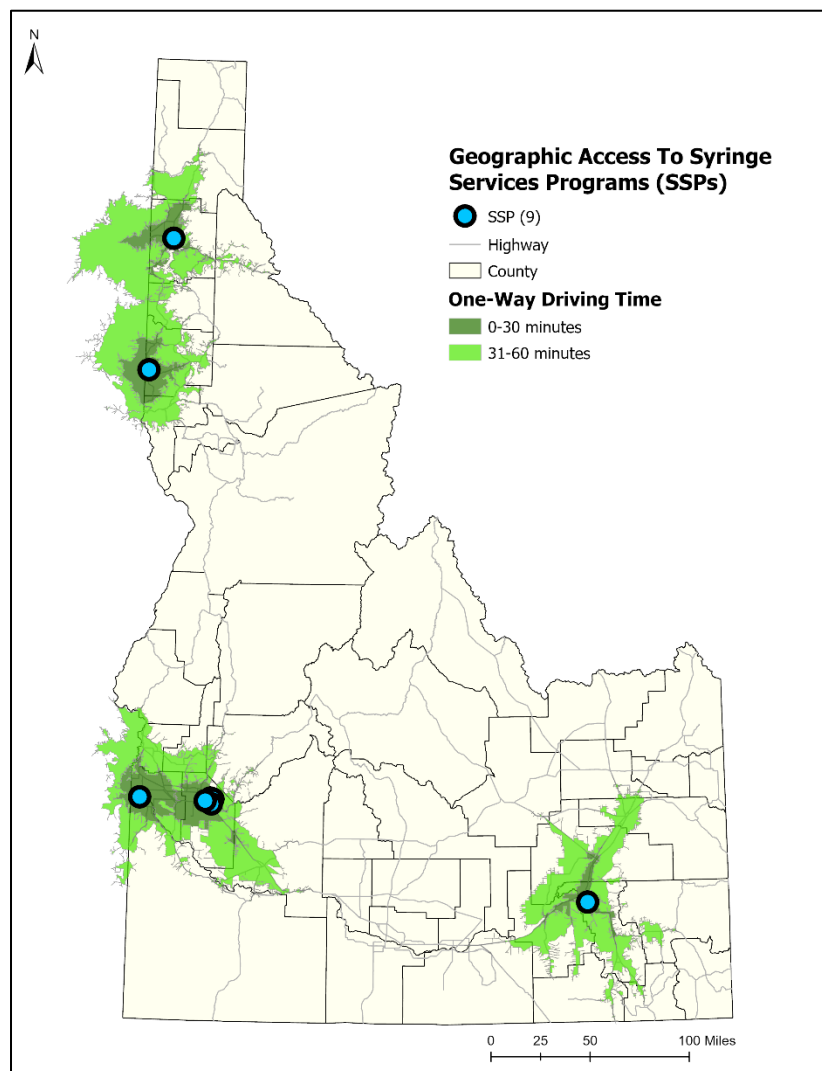 N
Geographic Access To Syringe
Services Programs (SSPs)
SSP (9)
Highway
County
One-Way Driving Time
0-30 minutes
31-60 minutes
0 25 50 100 Miles